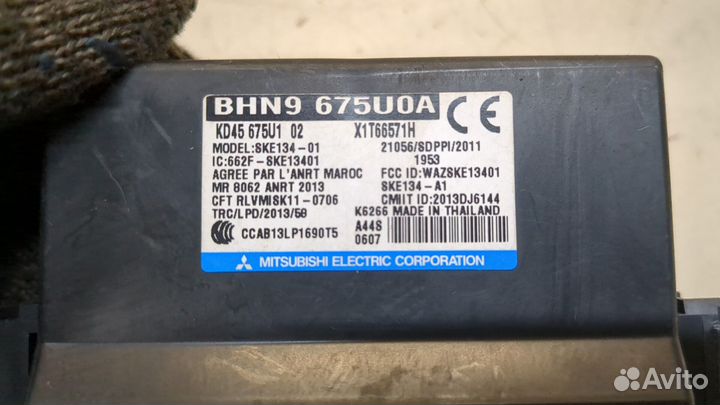 BHN9 675U0A CE
KD45 675U1 02 X1T66571H
MODEL:SKE134-01 21056/SDPPI/2011
IC:662F-SKE13401 1953
AGREE PAR L'ANRT MAROC FCC ID:WAZSKE13401
MR 8062 ANRT 2013 SKE134-A1
CFT RLVMISK11-0706 CMIIT ID:2013DJ6144
TRC/LPD/2013/58 K6266 MADE IN THAILAND
CCAB13LP1690T5 A44S
0607
MITSUBISHI ELECTRIC CORPORATION
Avito